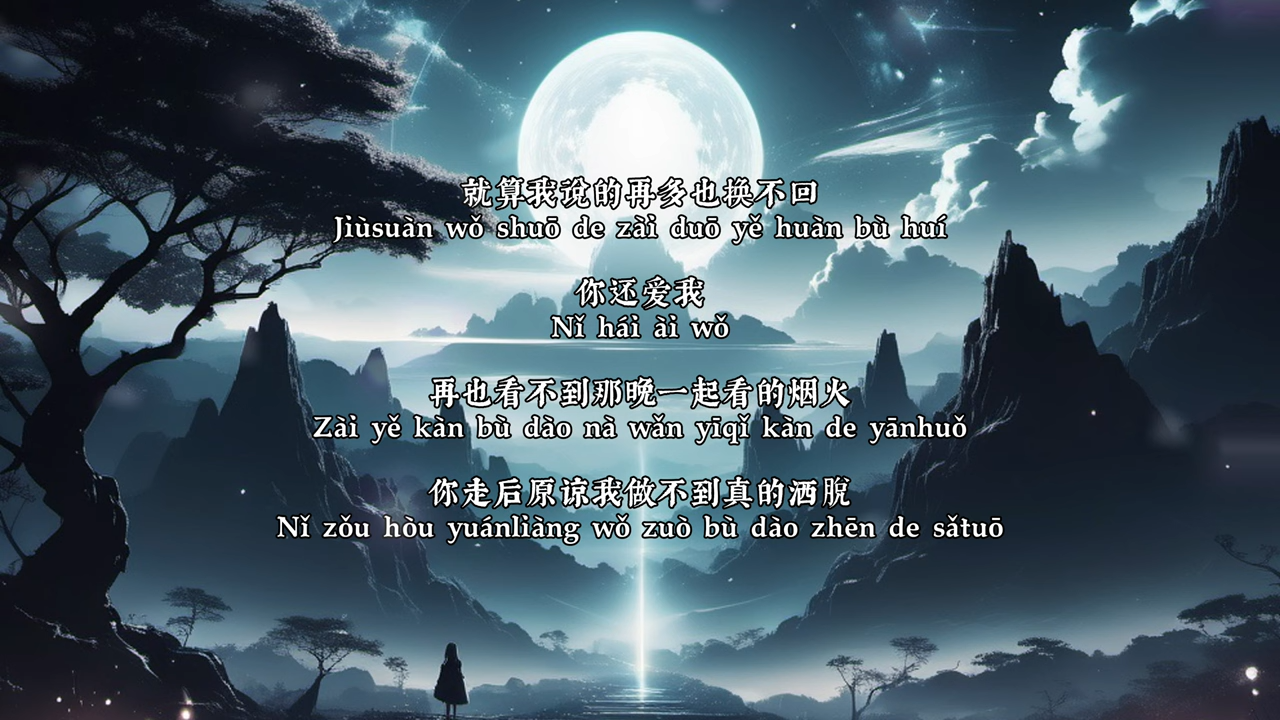 就算我说的再多也换不回
Jiùsuàn wǒ shuō de zài duō yě huàn bù huí
你还爱我
Nǐ hái ài wǒ
再也看不到那晚一起看的烟火
Zài yě kàn bù dào nà wǎn yīqǐ kàn de yānhuǒ
你走后原谅我做不到真的洒脱
Nǐ zǒu hòu yuánliàng wǒ zuò bù dào zhēn de sǎtuō